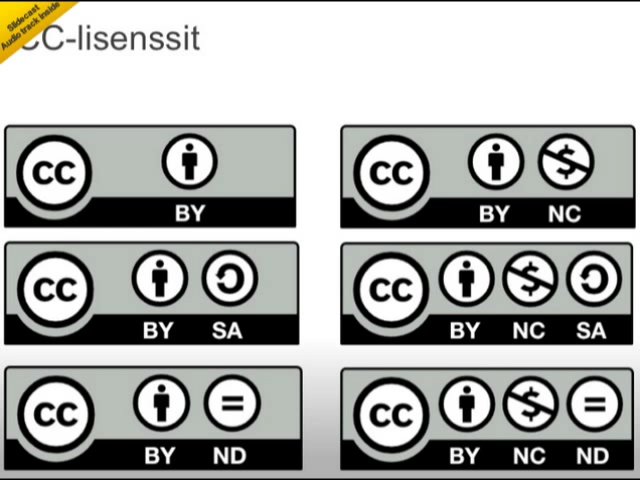 Slidecast
Audio track inside
CC-lisenssit
CC
BY
CC
BY NC
CC
BY SA
CC
BY NC SA
CC
BY ND
CC
BY NC ND